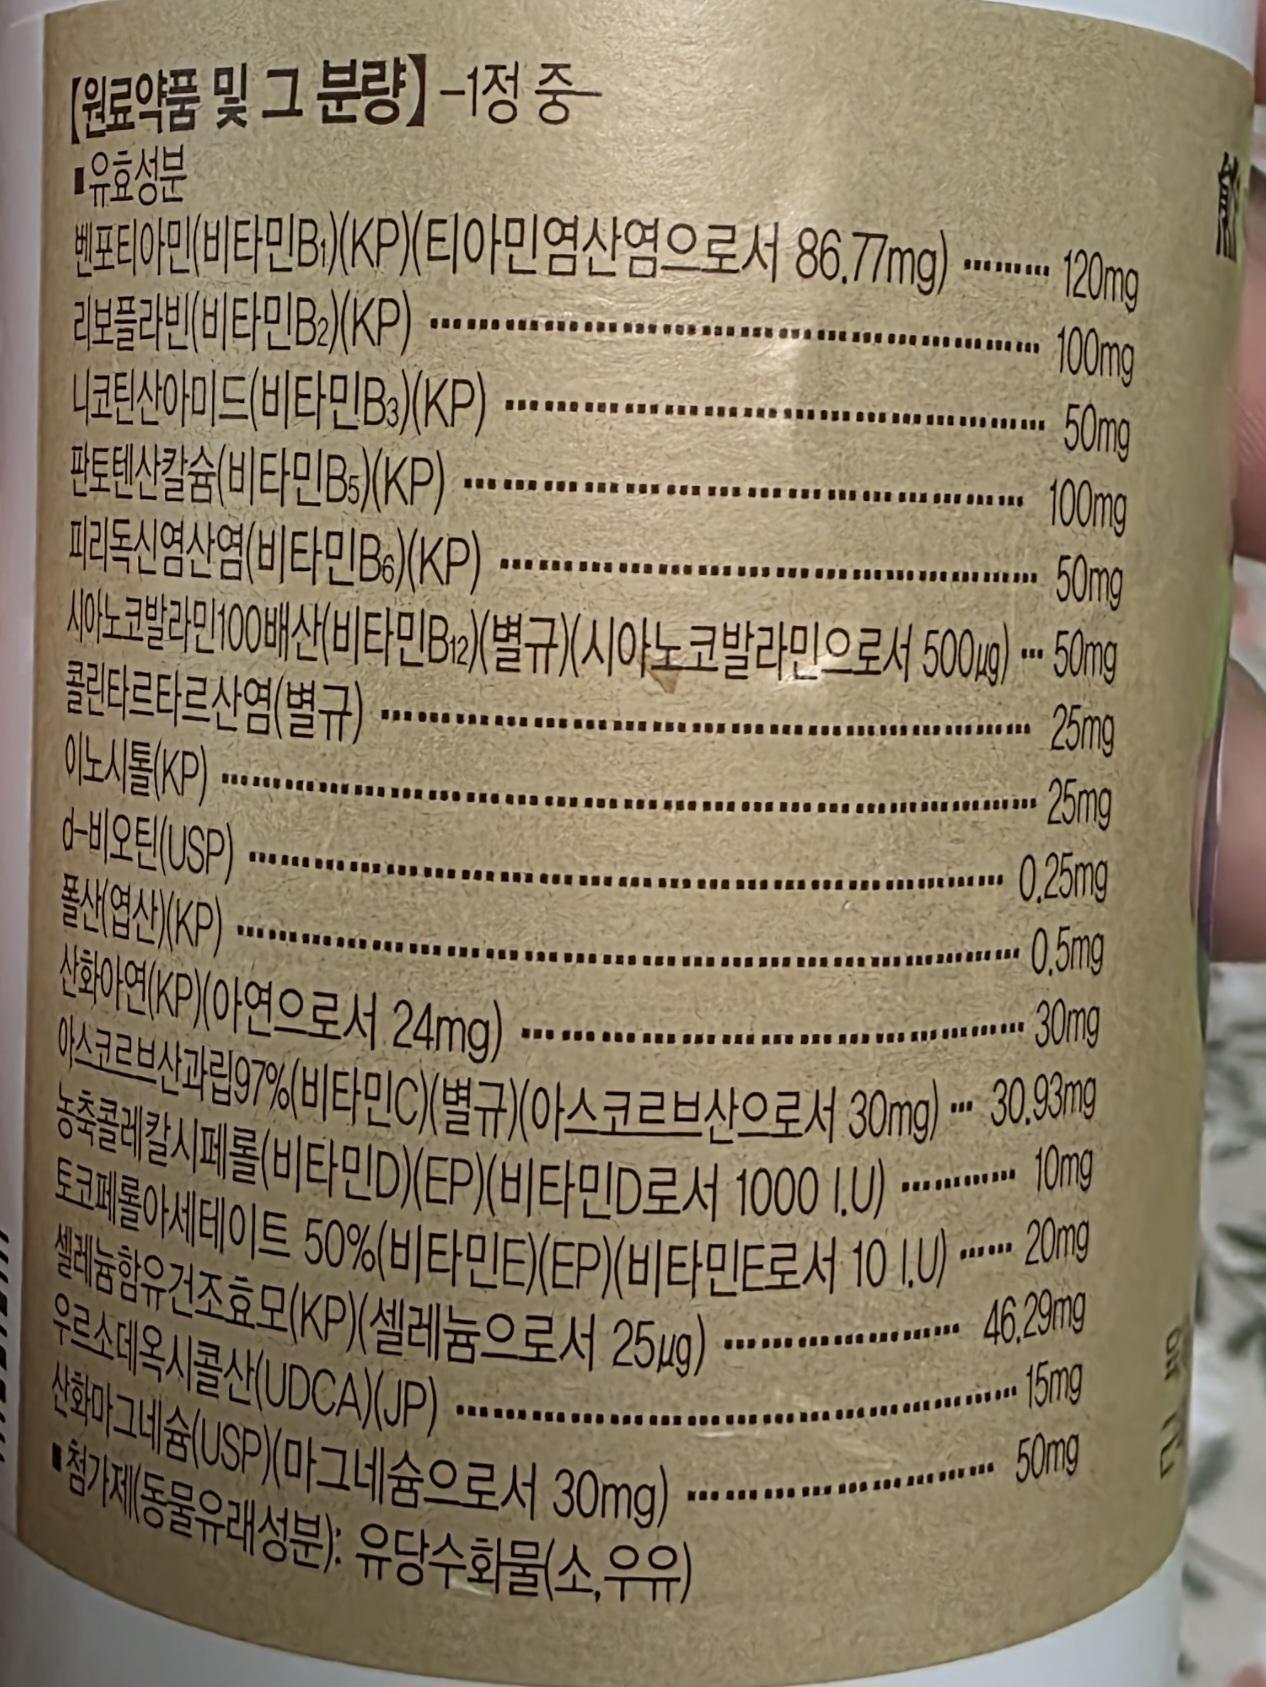 【원료약품 및 그 분량】-1정 중-
▮유효성분
벤포티아민(비타민B₁)(KP)(티아민염산염으로서 86.77mg) ········· 120mg
리보플라빈(비타민B₂)(KP) ········· 100mg
니코틴산아미드(비타민B₃)(KP) ········· 50mg
판토텐산칼슘(비타민B₅)(KP) ········· 100mg
피리독신염산염(비타민B₆)(KP) ········· 50mg
시아노코발라민100배산(비타민B₁₂)(별규)(시아노코발라민으로서 500㎍) ··· 50mg
콜린타르타르산염(별규) ········· 25mg
이노시톨(KP) ········· 25mg
d-비오틴(USP) ········· 0.25mg
폴산(엽산)(KP) ········· 0.5mg
산화아연(KP)(아연으로서 24mg) ········· 30mg
아스코르브산과립97%(비타민C)(별규)(아스코르브산으로서 30mg) ··· 30.93mg
농축콜레칼시페롤(비타민D)(EP)(비타민D로서 1000 I.U) ········· 10mg
토코페롤아세테이트 50%(비타민E)(EP)(비타민E로서 10 I.U) ······ 20mg
셀레늄함유건조효모(KP)(셀레늄으로서 25㎍) ········· 46.29mg
우르소데옥시콜산(UDCA)(JP) ········· 15mg
산화마그네슘(USP)(마그네슘으로서 30mg) ········· 50mg
▮첨가제(동물유래성분): 유당수화물(소,우유)